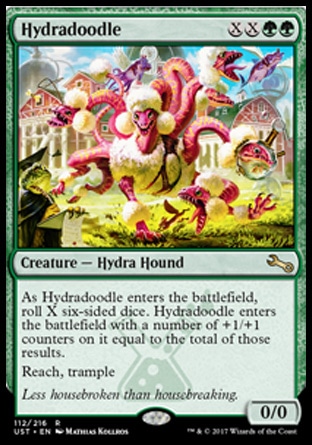 Hydradoodle XXGG
Creature — Hydra Hound
As Hydradoodle enters the battlefield,
roll X six-sided dice. Hydradoodle enters
the battlefield with a number of +1/+1
counters on it equal to the total of those
results.
Reach, trample
Less housebroken than housebreaking.
0/0
112/216 R
UST • EN Mathias Kollros
™ & © 2017 Wizards of the Coast